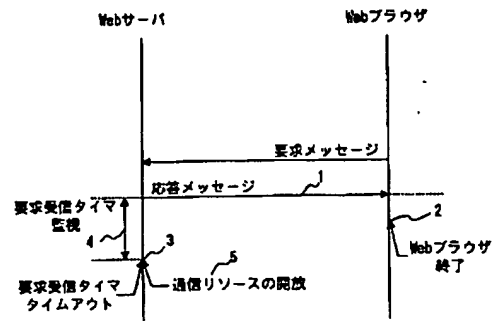 Webサーバ
Webブラウザ
要求メッセージ
応答メッセージ
1
要求受信タイマ
監視
4
2
3
5
Webブラウザ
終了
要求受信タイマ
タイムアウト
通信リソースの開放